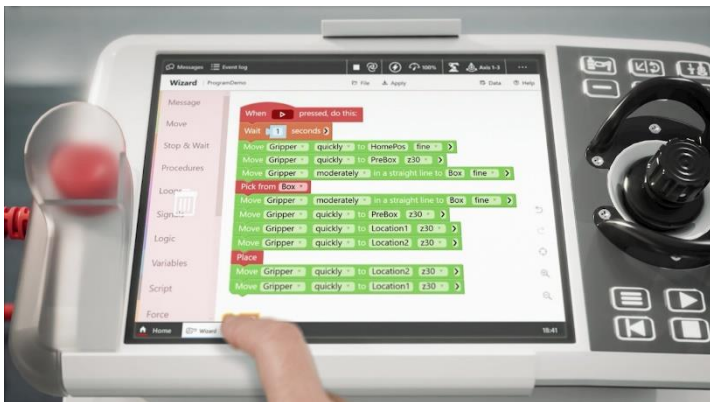 Messages Event log 100% Axis 1-3 ...
Wizard ProgramDemo File Apply Data Help
Message
Move
Stop & Wait
Procedures
Loops
Signals
Logic
Variables
Script
Force
When pressed, do this:
Wait 1 seconds
Move Gripper quickly to HomePos fine
Move Gripper quickly to PreBox z30
Move Gripper moderately in a straight line to Box fine
Pick from Box
Move Gripper moderately in a straight line to Box fine
Move Gripper quickly to PreBox z30
Move Gripper quickly to Location1 z30
Move Gripper quickly to Location2 z30
Place
Move Gripper quickly to Location2 z30
Move Gripper quickly to Location1 z30
Home Wizard 15:41